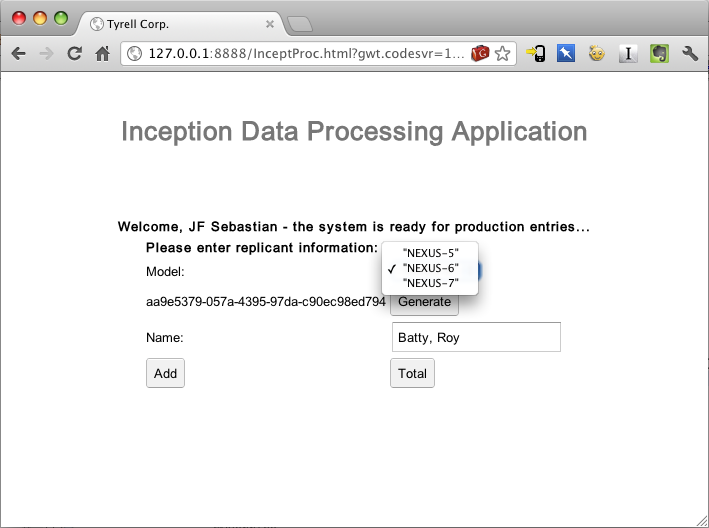 Tyrell Corp.
127.0.0.1:8888/InceptProc.html?gwt.codesvr=1...
Inception Data Processing Application
Welcome, JF Sebastian - the system is ready for production entries...
Please enter replicant information:
"NEXUS-5"
Model: ✓ "NEXUS-6"
"NEXUS-7"
aa9e5379-057a-4395-97da-c90ec98ed794 Generate
Name: Batty, Roy
Add Total